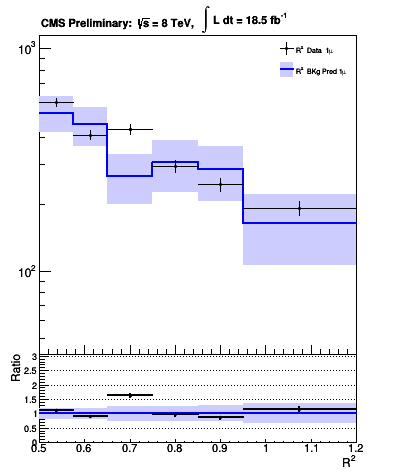 CMS Preliminary: √s = 8 TeV, ∫ L dt = 18.5 fb⁻¹
10³
R² Data 1μ
R² BKg Pred 1μ
10²
Ratio
3
2.5
2
1.5
1
0.5
0
0.5 0.6 0.7 0.8 0.9 1 1.1 1.2
R²